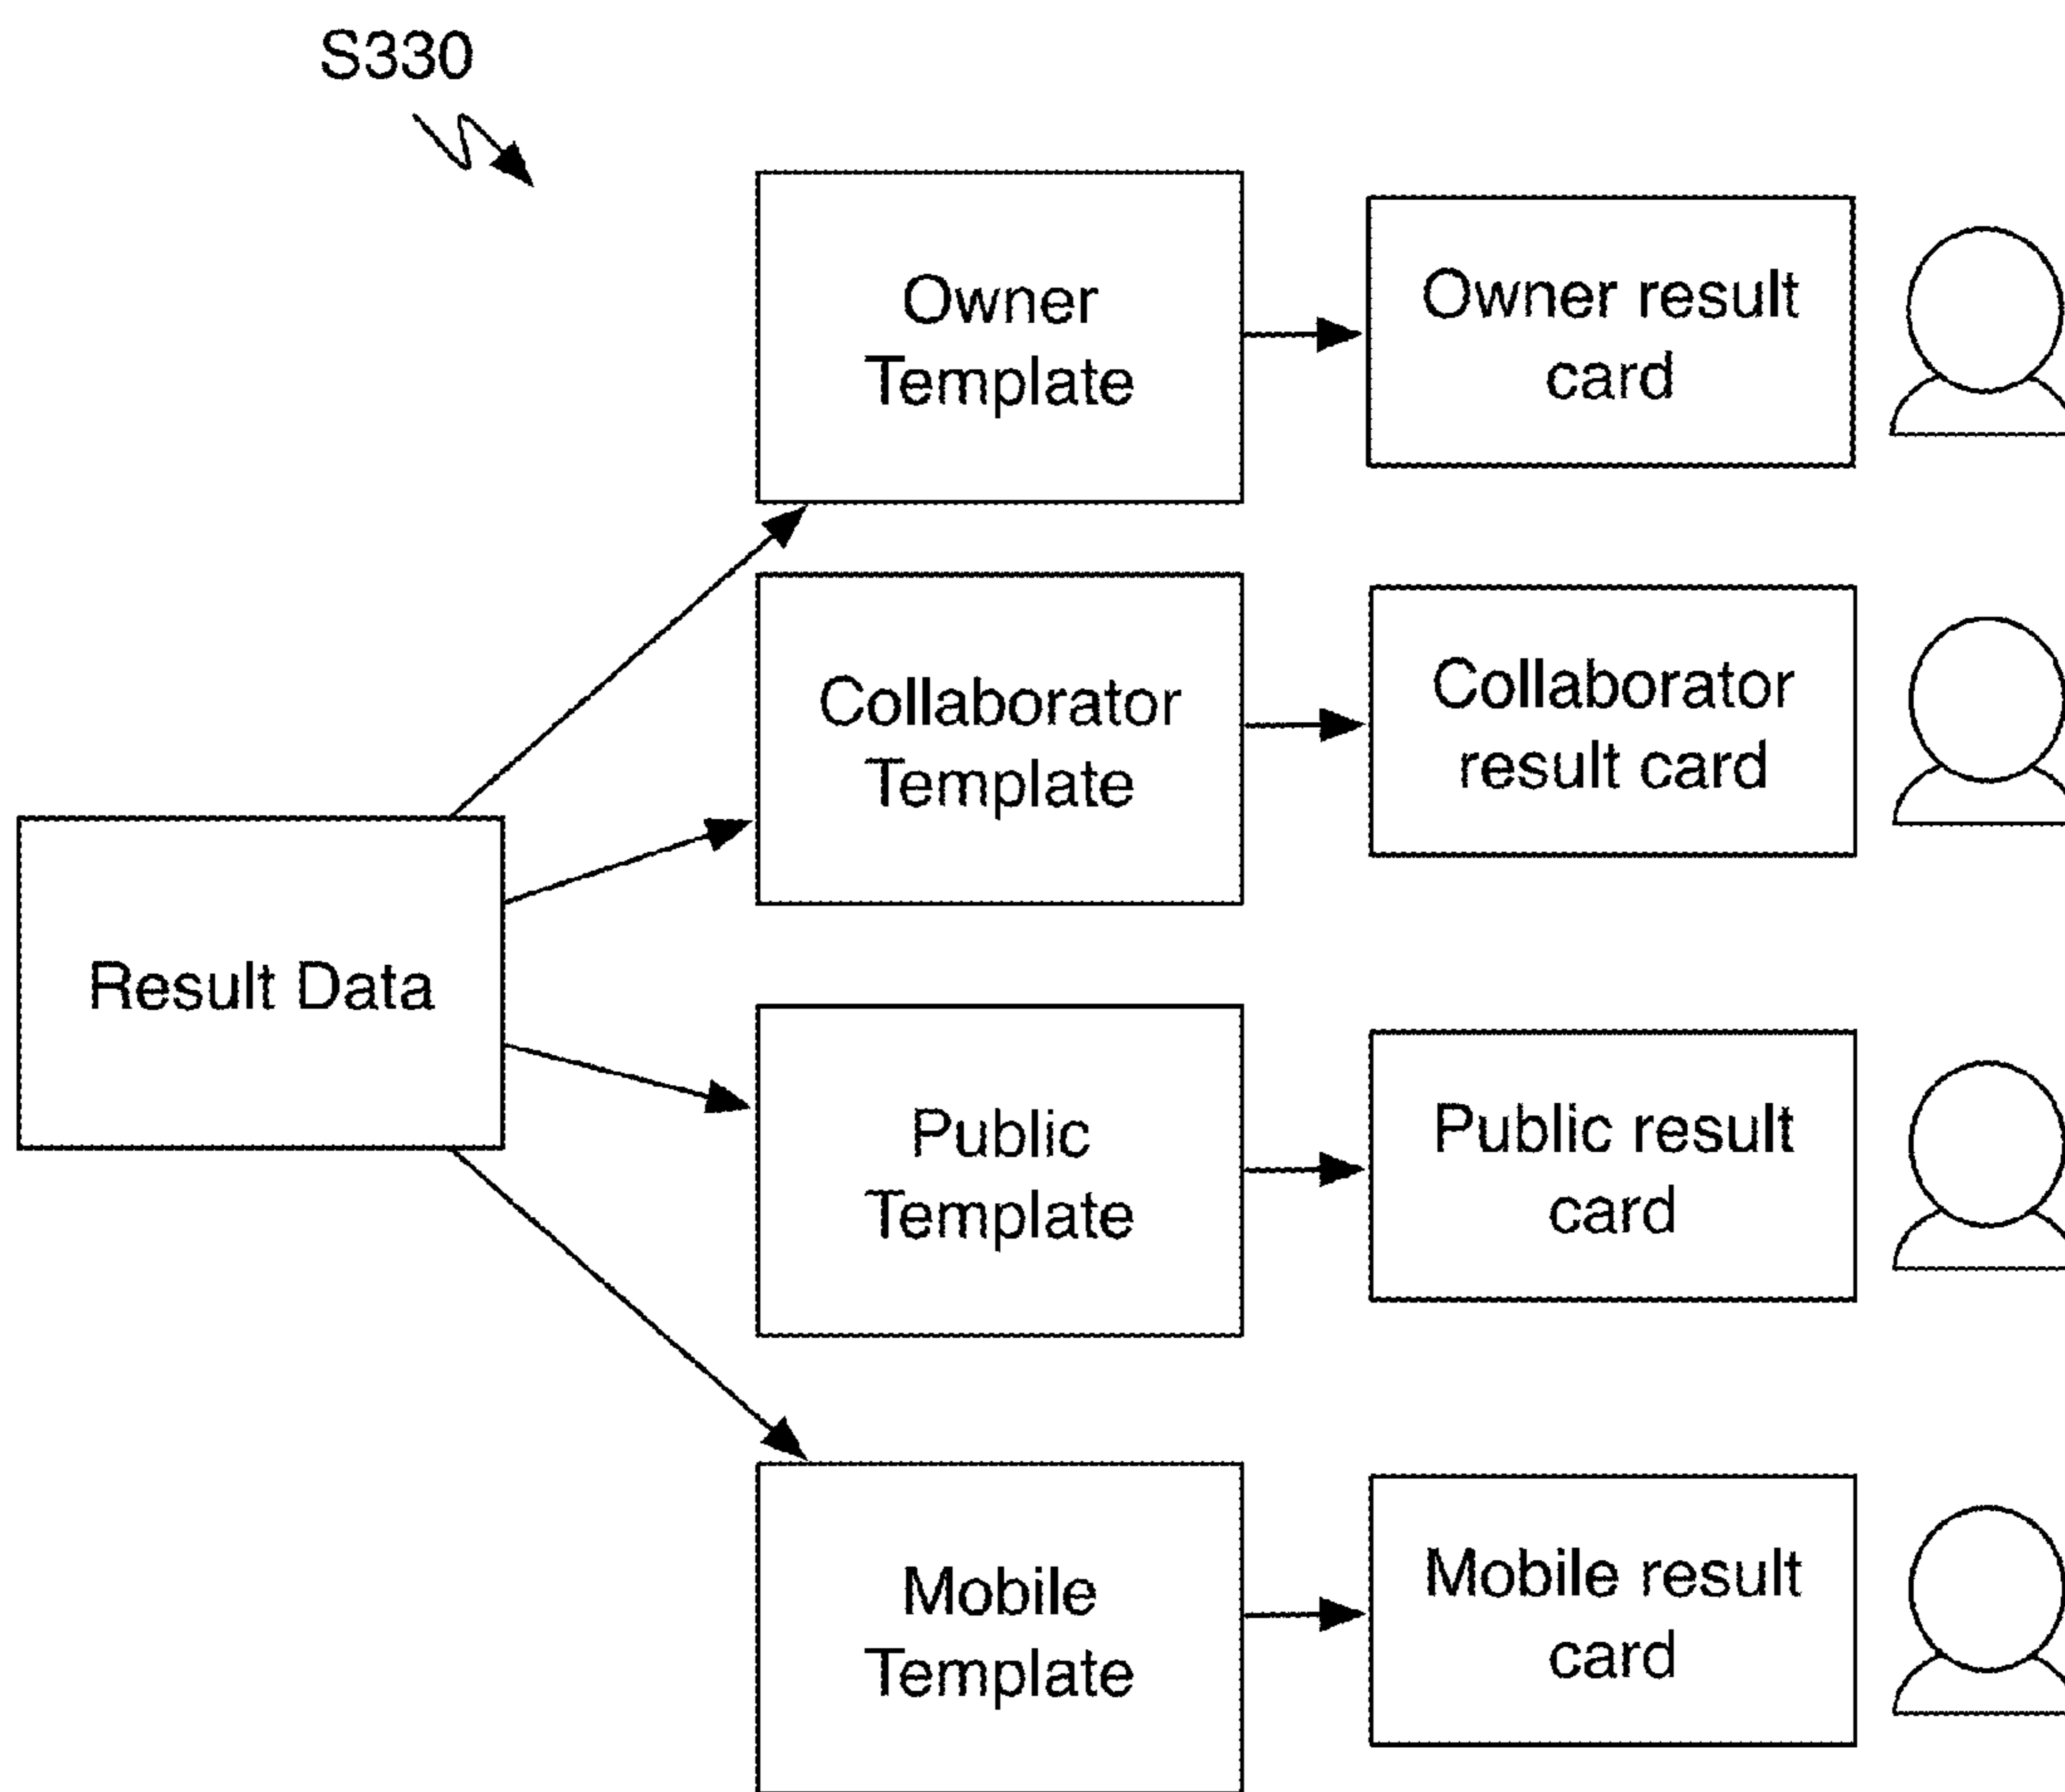 S330
Owner
Template
Owner result
card
Collaborator
Template
Collaborator
result card
Result Data
Public
Template
Public result
card
Mobile
Template
Mobile result
card